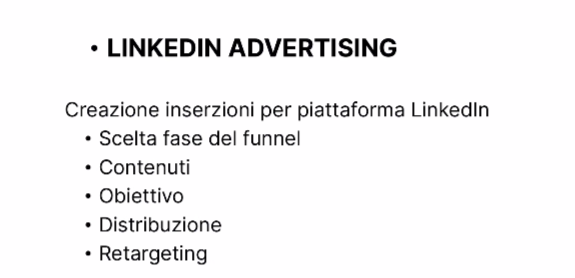 • LINKEDIN ADVERTISING
Creazione inserzioni per piattaforma LinkedIn
• Scelta fase del funnel
• Contenuti
• Obiettivo
• Distribuzione
• Retargeting